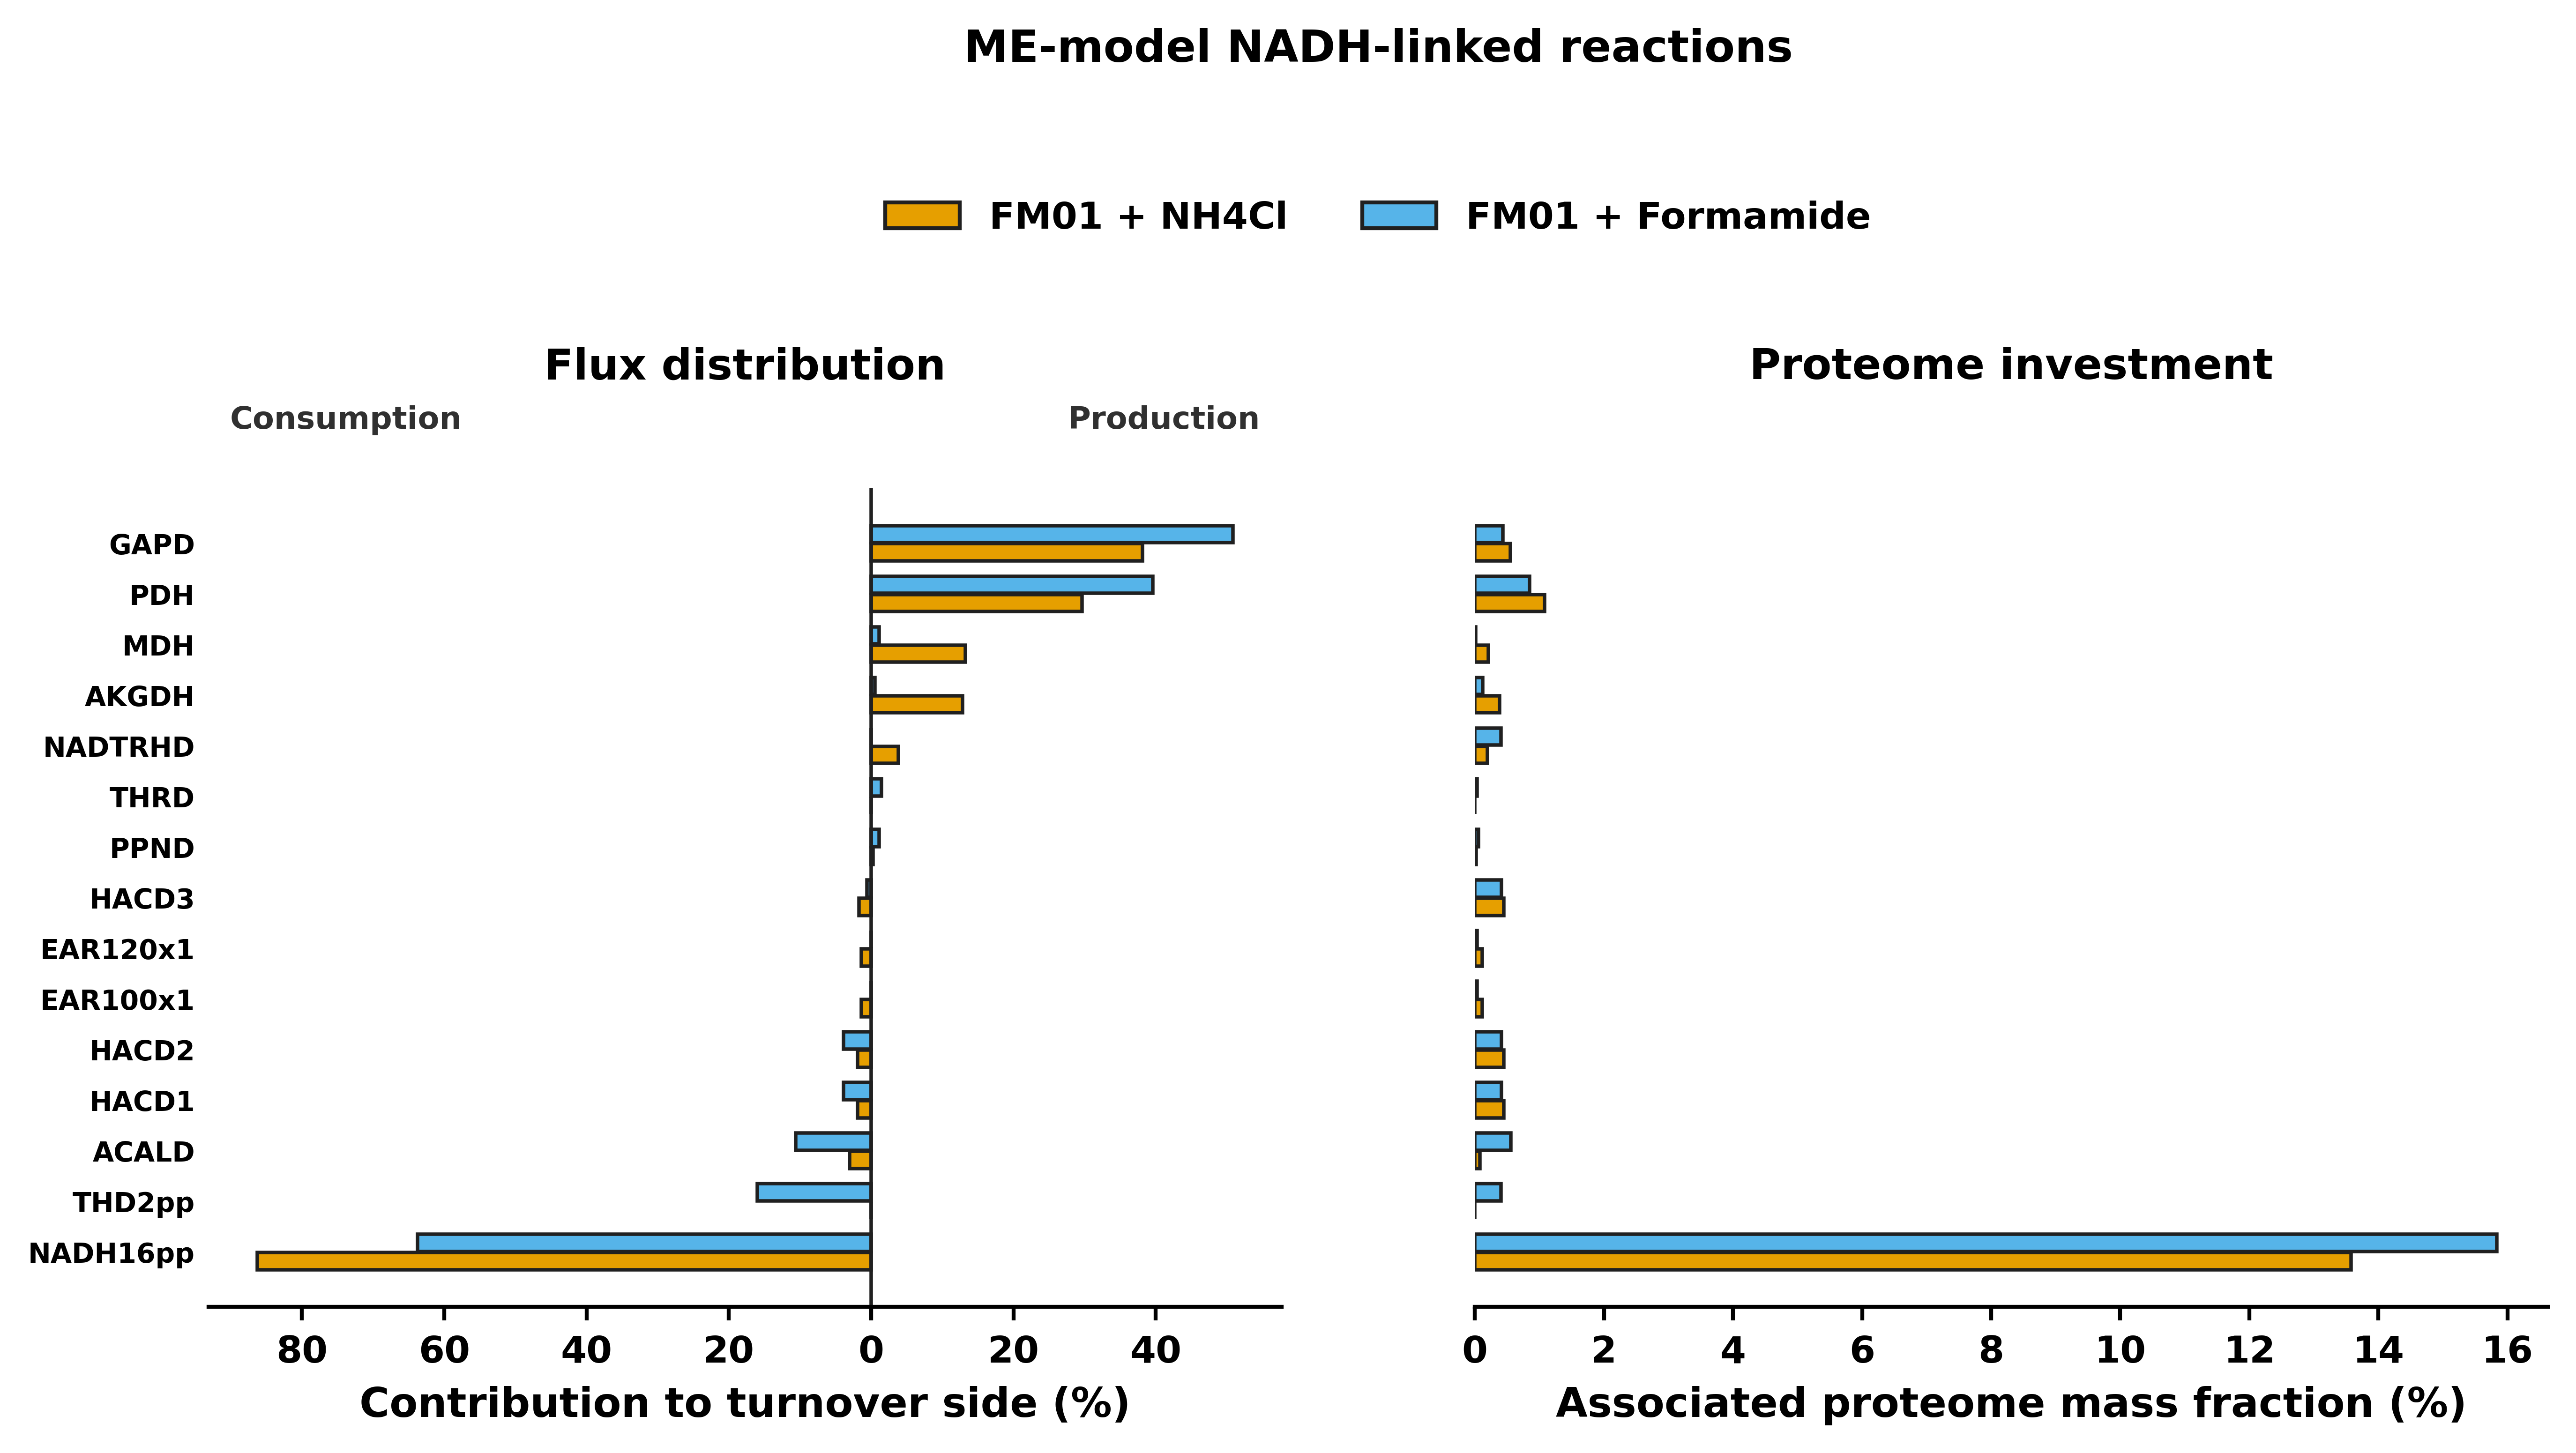 ME-model NADH-linked reactions
FM01 + NH4Cl
FM01 + Formamide
Flux distribution
Consumption
Production
GAPD
PDH
MDH
AKGDH
NADTRHD
THRD
PPND
HACD3
EAR120x1
EAR100x1
HACD2
HACD1
ACALD
THD2pp
NADH16pp
80 60 40 20 0 20 40
Contribution to turnover side (%)
Proteome investment
0 2 4 6 8 10 12 14 16
Associated proteome mass fraction (%)